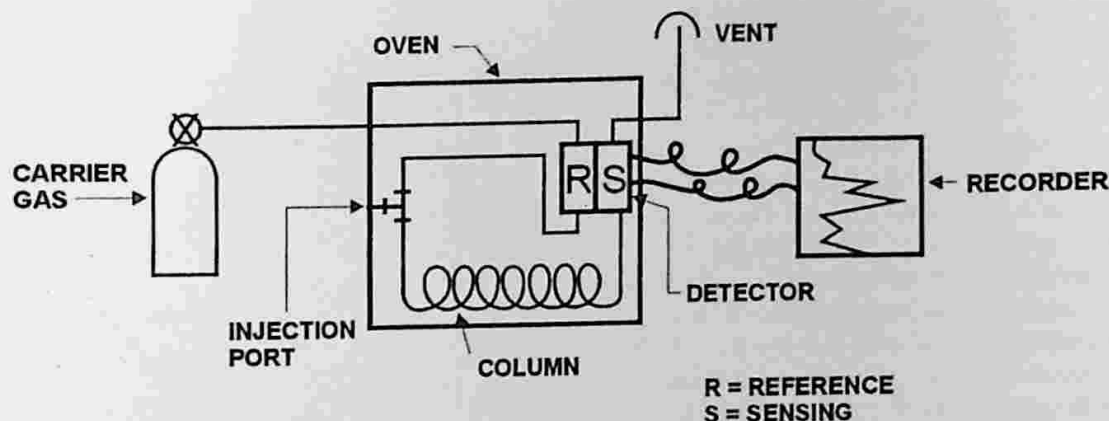 OVEN
VENT
CARRIER
GAS
R S
RECORDER
DETECTOR
INJECTION
PORT
COLUMN
R = REFERENCE
S = SENSING